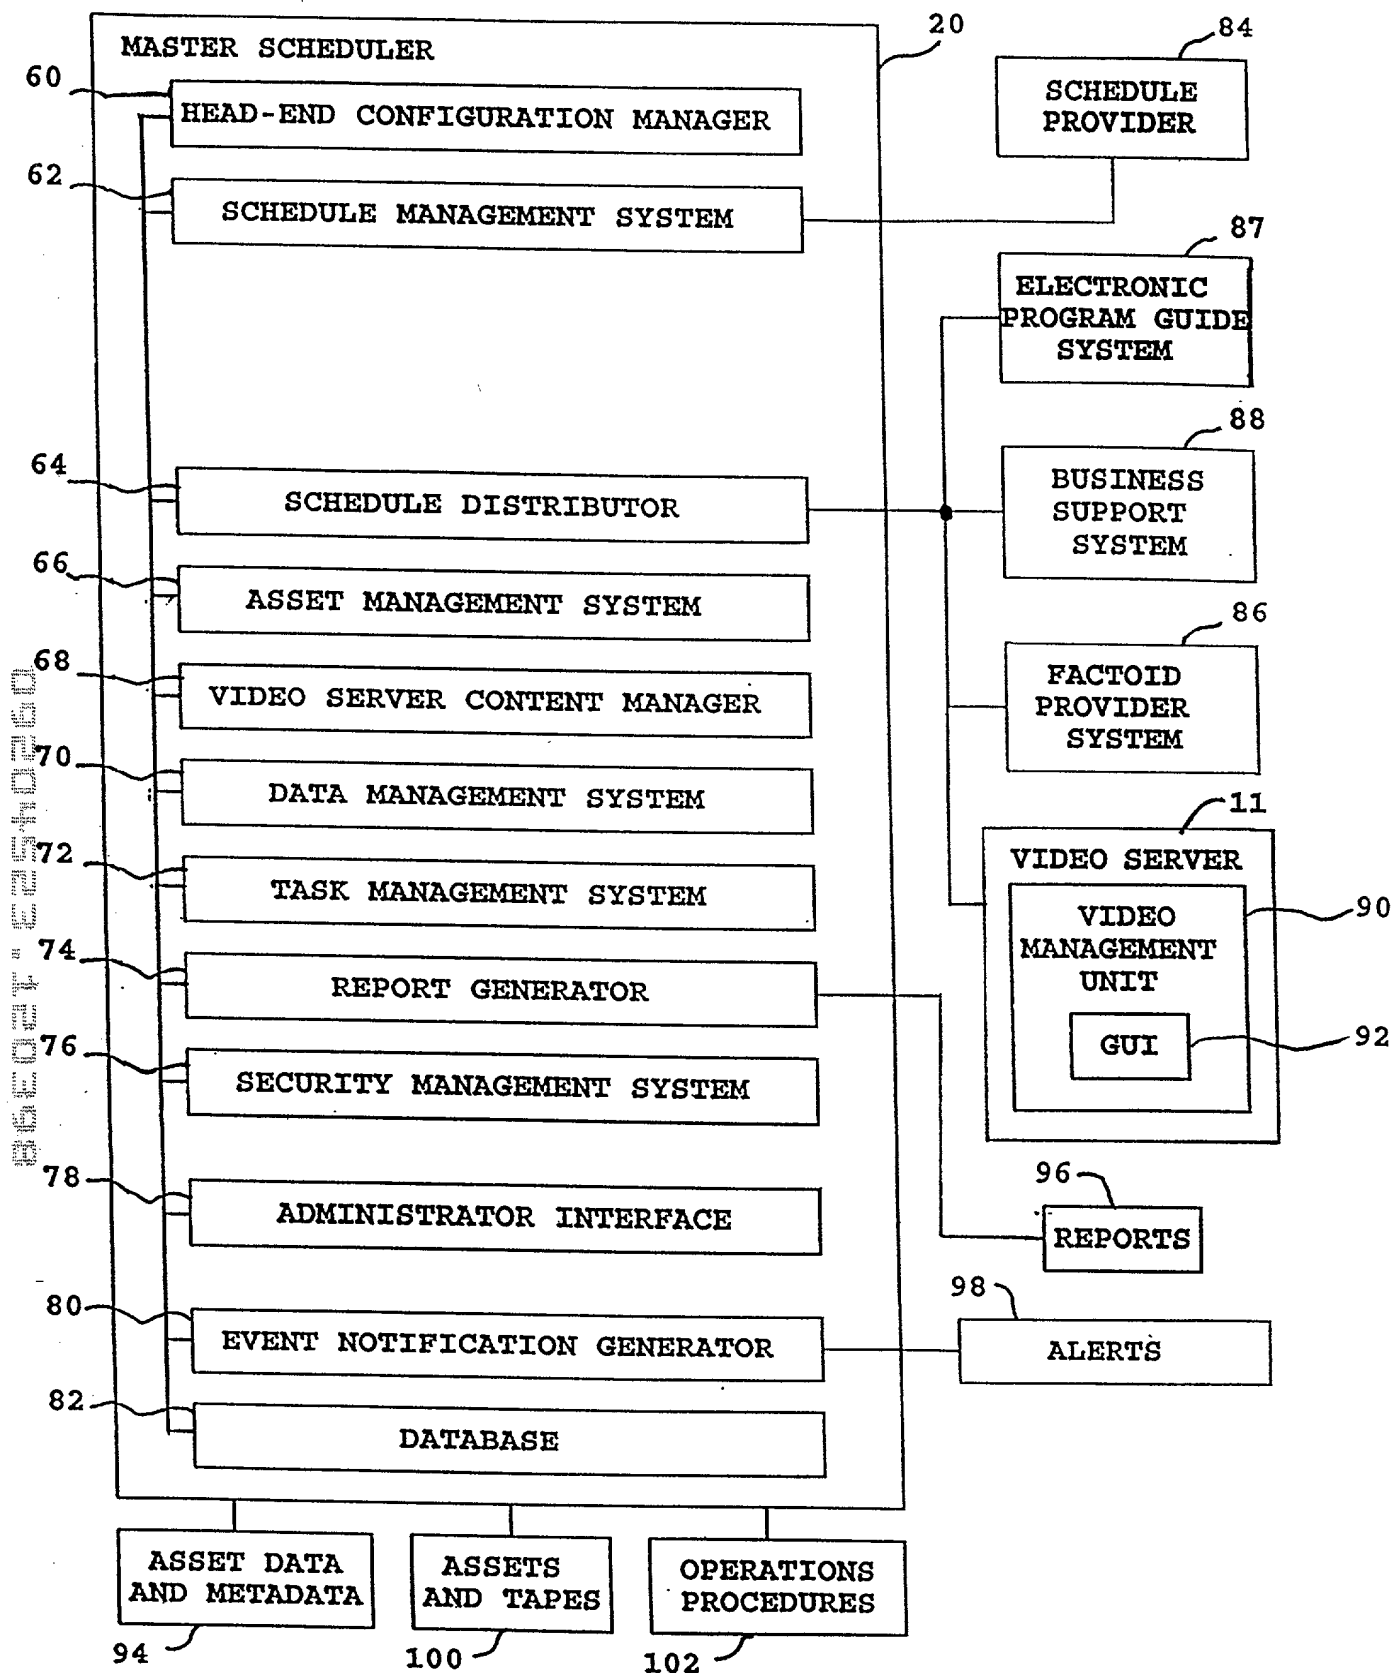 20
84
MASTER SCHEDULER
60
HEAD-END CONFIGURATION MANAGER
SCHEDULE
PROVIDER
62
SCHEDULE MANAGEMENT SYSTEM
87
ELECTRONIC
PROGRAM GUIDE
SYSTEM
88
64
SCHEDULE DISTRIBUTOR
BUSINESS
SUPPORT
SYSTEM
66
ASSET MANAGEMENT SYSTEM
86
68
VIDEO SERVER CONTENT MANAGER
FACTOID
PROVIDER
SYSTEM
70
DATA MANAGEMENT SYSTEM
11
VIDEO SERVER
72
TASK MANAGEMENT SYSTEM
VIDEO
MANAGEMENT
UNIT
90
74
REPORT GENERATOR
GUI
92
76
SECURITY MANAGEMENT SYSTEM
78
ADMINISTRATOR INTERFACE
96
REPORTS
80
EVENT NOTIFICATION GENERATOR
98
ALERTS
82
DATABASE
ASSET DATA
AND METADATA
ASSETS
AND TAPES
OPERATIONS
PROCEDURES
94
100
102